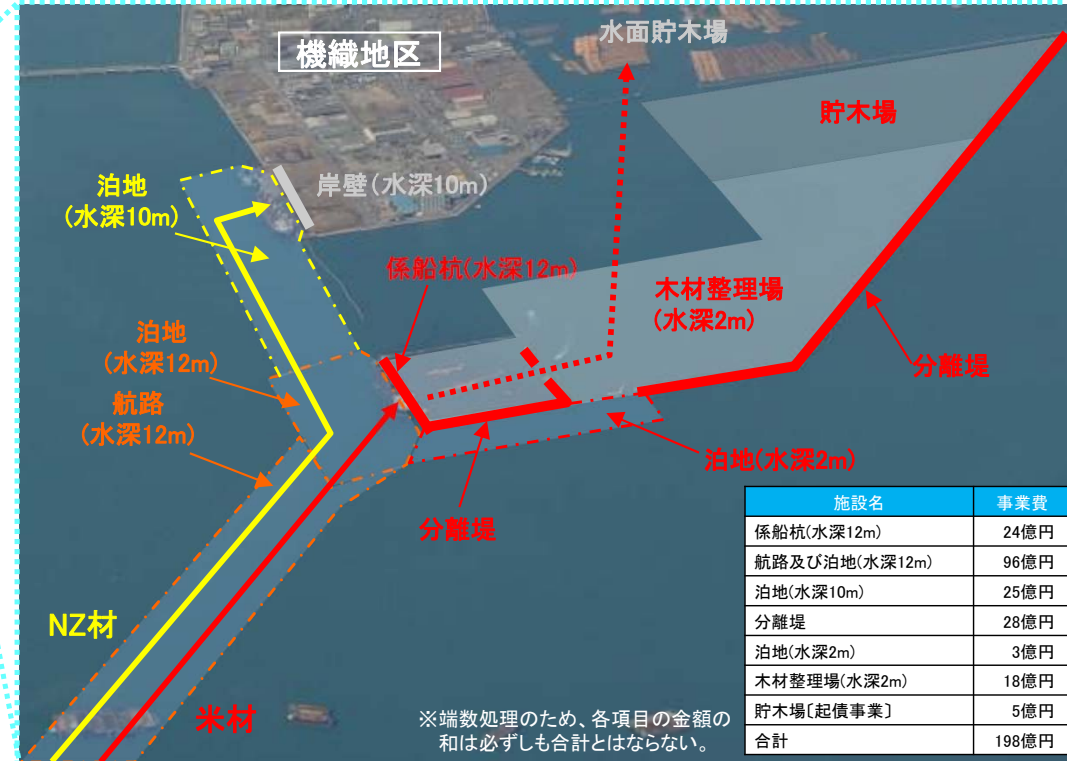 機織地区
水面貯木場
貯木場
泊地
(水深10m)
岸壁(水深10m)
係船杭(水深12m)
木材整理場
(水深2m)
泊地
(水深12m)
航路
(水深12m)
分離堤
泊地(水深2m)
分離堤
NZ材
米材
※端数処理のため、各項目の金額の
和は必ずしも合計とはならない。
施設名 事業費
係船杭(水深12m) 24億円
航路及び泊地(水深12m) 96億円
泊地(水深10m) 25億円
分離堤 28億円
泊地(水深2m) 3億円
木材整理場(水深2m) 18億円
貯木場〔起債事業〕 5億円
合計 198億円